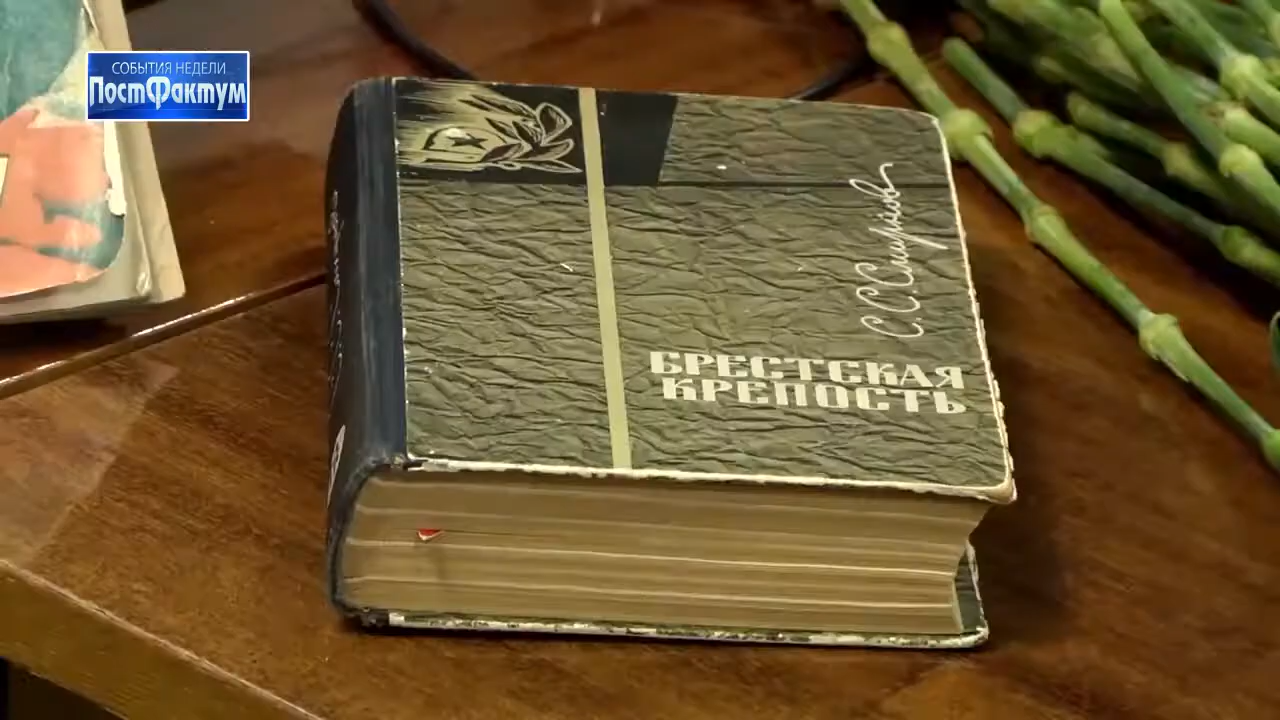 СОБЫТИЯ НЕДЕЛИ
ПостФактум
С. С. Смирнов
БРЕСТСКАЯ
КРЕПОСТЬ